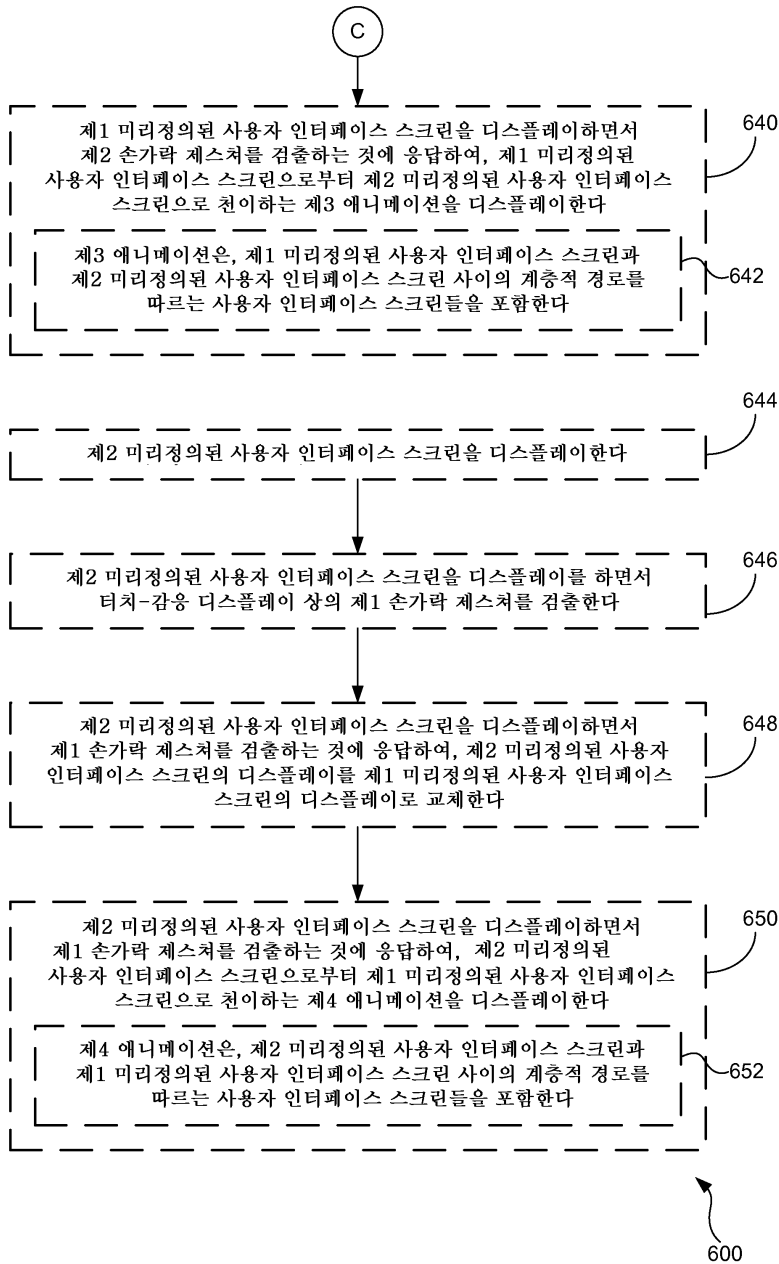 C
제1 미리정의된 사용자 인터페이스 스크린을 디스플레이하면서
제2 손가락 제스쳐를 검출하는 것에 응답하여, 제1 미리정의된
사용자 인터페이스 스크린으로부터 제2 미리정의된 사용자 인터페이스
스크린으로 천이하는 제3 애니메이션을 디스플레이한다
640
제3 애니메이션은, 제1 미리정의된 사용자 인터페이스 스크린과
제2 미리정의된 사용자 인터페이스 스크린 사이의 계층적 경로를
따르는 사용자 인터페이스 스크린들을 포함한다
642
제2 미리정의된 사용자 인터페이스 스크린을 디스플레이한다
644
제2 미리정의된 사용자 인터페이스 스크린을 디스플레이를 하면서
터치-감응 디스플레이 상의 제1 손가락 제스쳐를 검출한다
646
제2 미리정의된 사용자 인터페이스 스크린을 디스플레이하면서
제1 손가락 제스쳐를 검출하는 것에 응답하여, 제2 미리정의된 사용자
인터페이스 스크린의 디스플레이를 제1 미리정의된 사용자 인터페이스
스크린의 디스플레이로 교체한다
648
제2 미리정의된 사용자 인터페이스 스크린을 디스플레이하면서
제1 손가락 제스쳐를 검출하는 것에 응답하여, 제2 미리정의된
사용자 인터페이스 스크린으로부터 제1 미리정의된 사용자 인터페이스
스크린으로 천이하는 제4 애니메이션을 디스플레이한다
650
제4 애니메이션은, 제2 미리정의된 사용자 인터페이스 스크린과
제1 미리정의된 사용자 인터페이스 스크린 사이의 계층적 경로를
따르는 사용자 인터페이스 스크린들을 포함한다
652
600